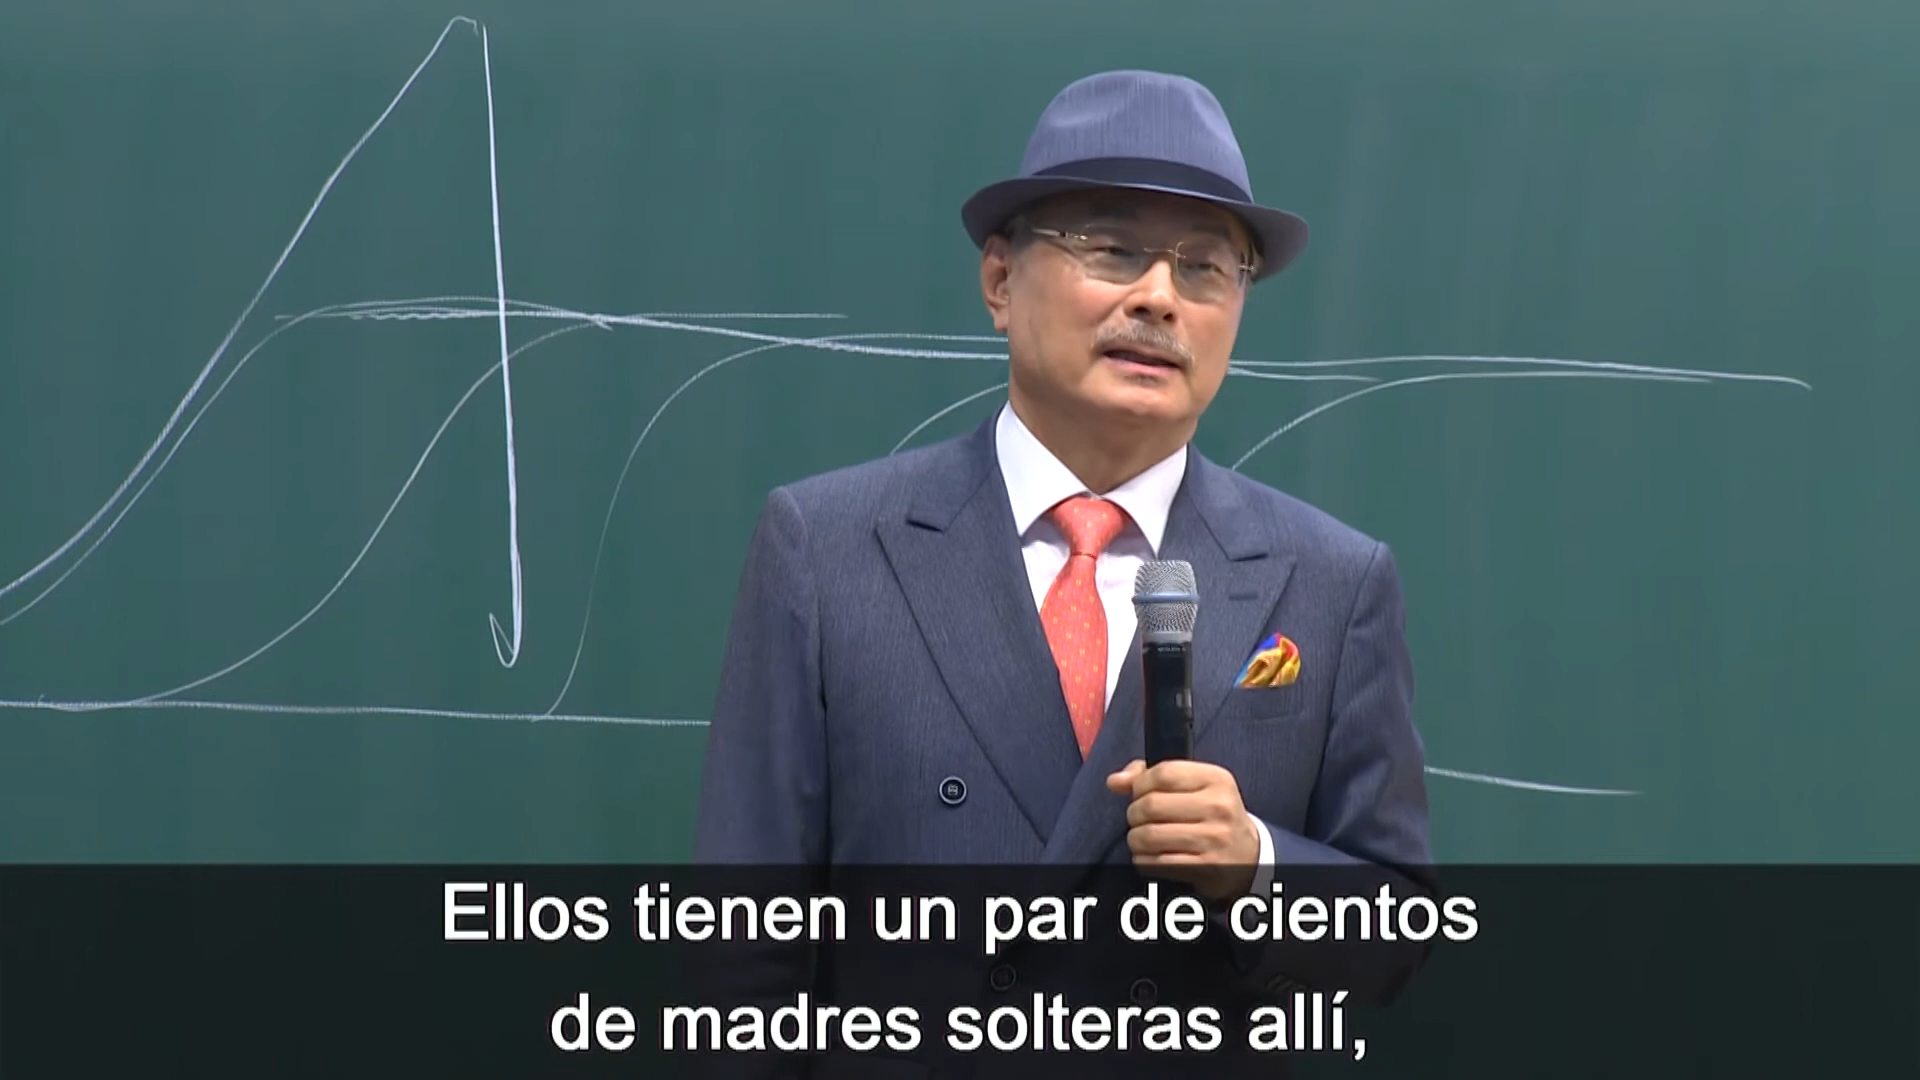 Ellos tienen un par de cientos
de madres solteras allí,